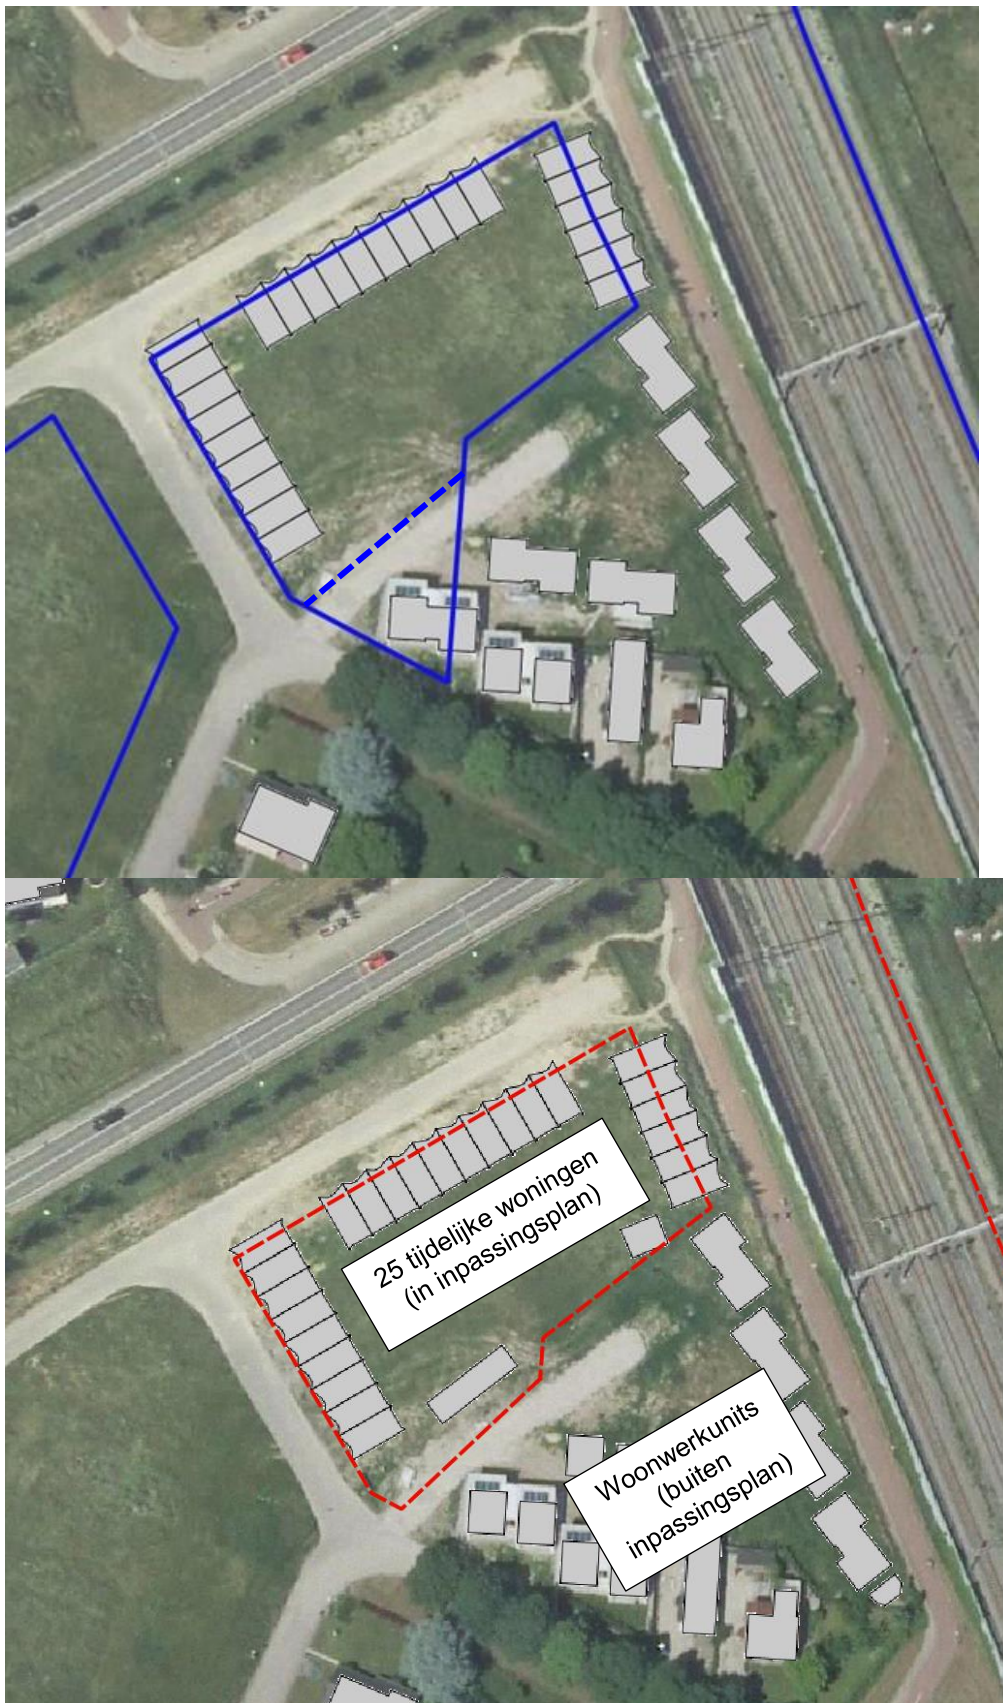 25 tijdelijke woningen
(in inpassingsplan)
Woonwerkunits
(buiten
inpassingsplan)